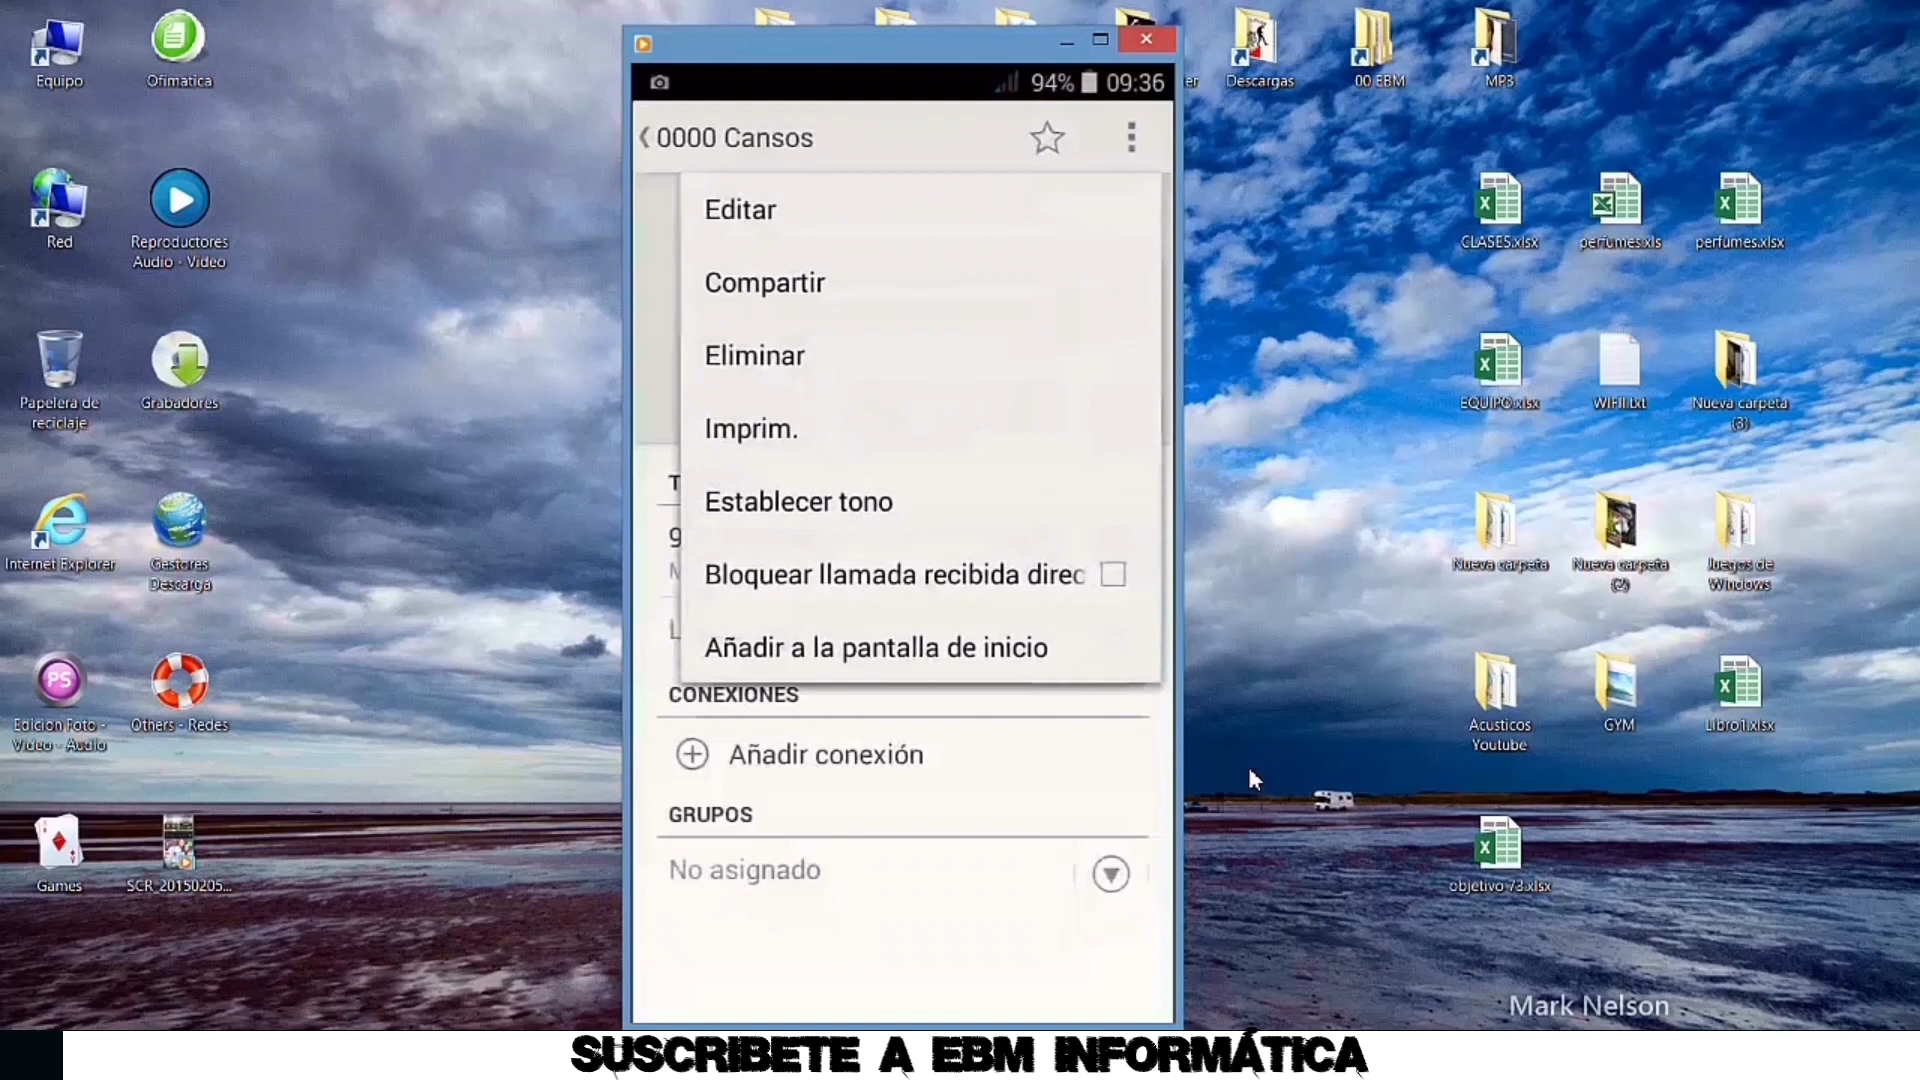 Equipo
Ofimatica
er
Descargas
00 EBM
MP3
94% 09:36
0000 Cansos
Editar
Compartir
Eliminar
Imprim.
Establecer tono
Bloquear llamada recibida direc
Añadir a la pantalla de inicio
T
9
M
L
CONEXIONES
Añadir conexión
GRUPOS
No asignado
Red
Reproductores
Audio - Video
CLASES.xlsx
perfumes.xls
perfumes.xlsx
Papelera de
reciclaje
Grabadores
EQUIPO.xlsx
WIFII.txt
Nueva carpeta
(3)
Internet Explorer
Gestores
Descarga
Nueva carpeta
Nueva carpeta
(2)
Juegos de
Windows
PS
Edicion Foto -
Video - Audio
Others - Redes
Acusticos
Youtube
GYM
Libro1.xlsx
Games
SCR_20150205...
objetivo 73.xlsx
Mark Nelson
SUSCRIBETE A EBM INFORMÁTICA